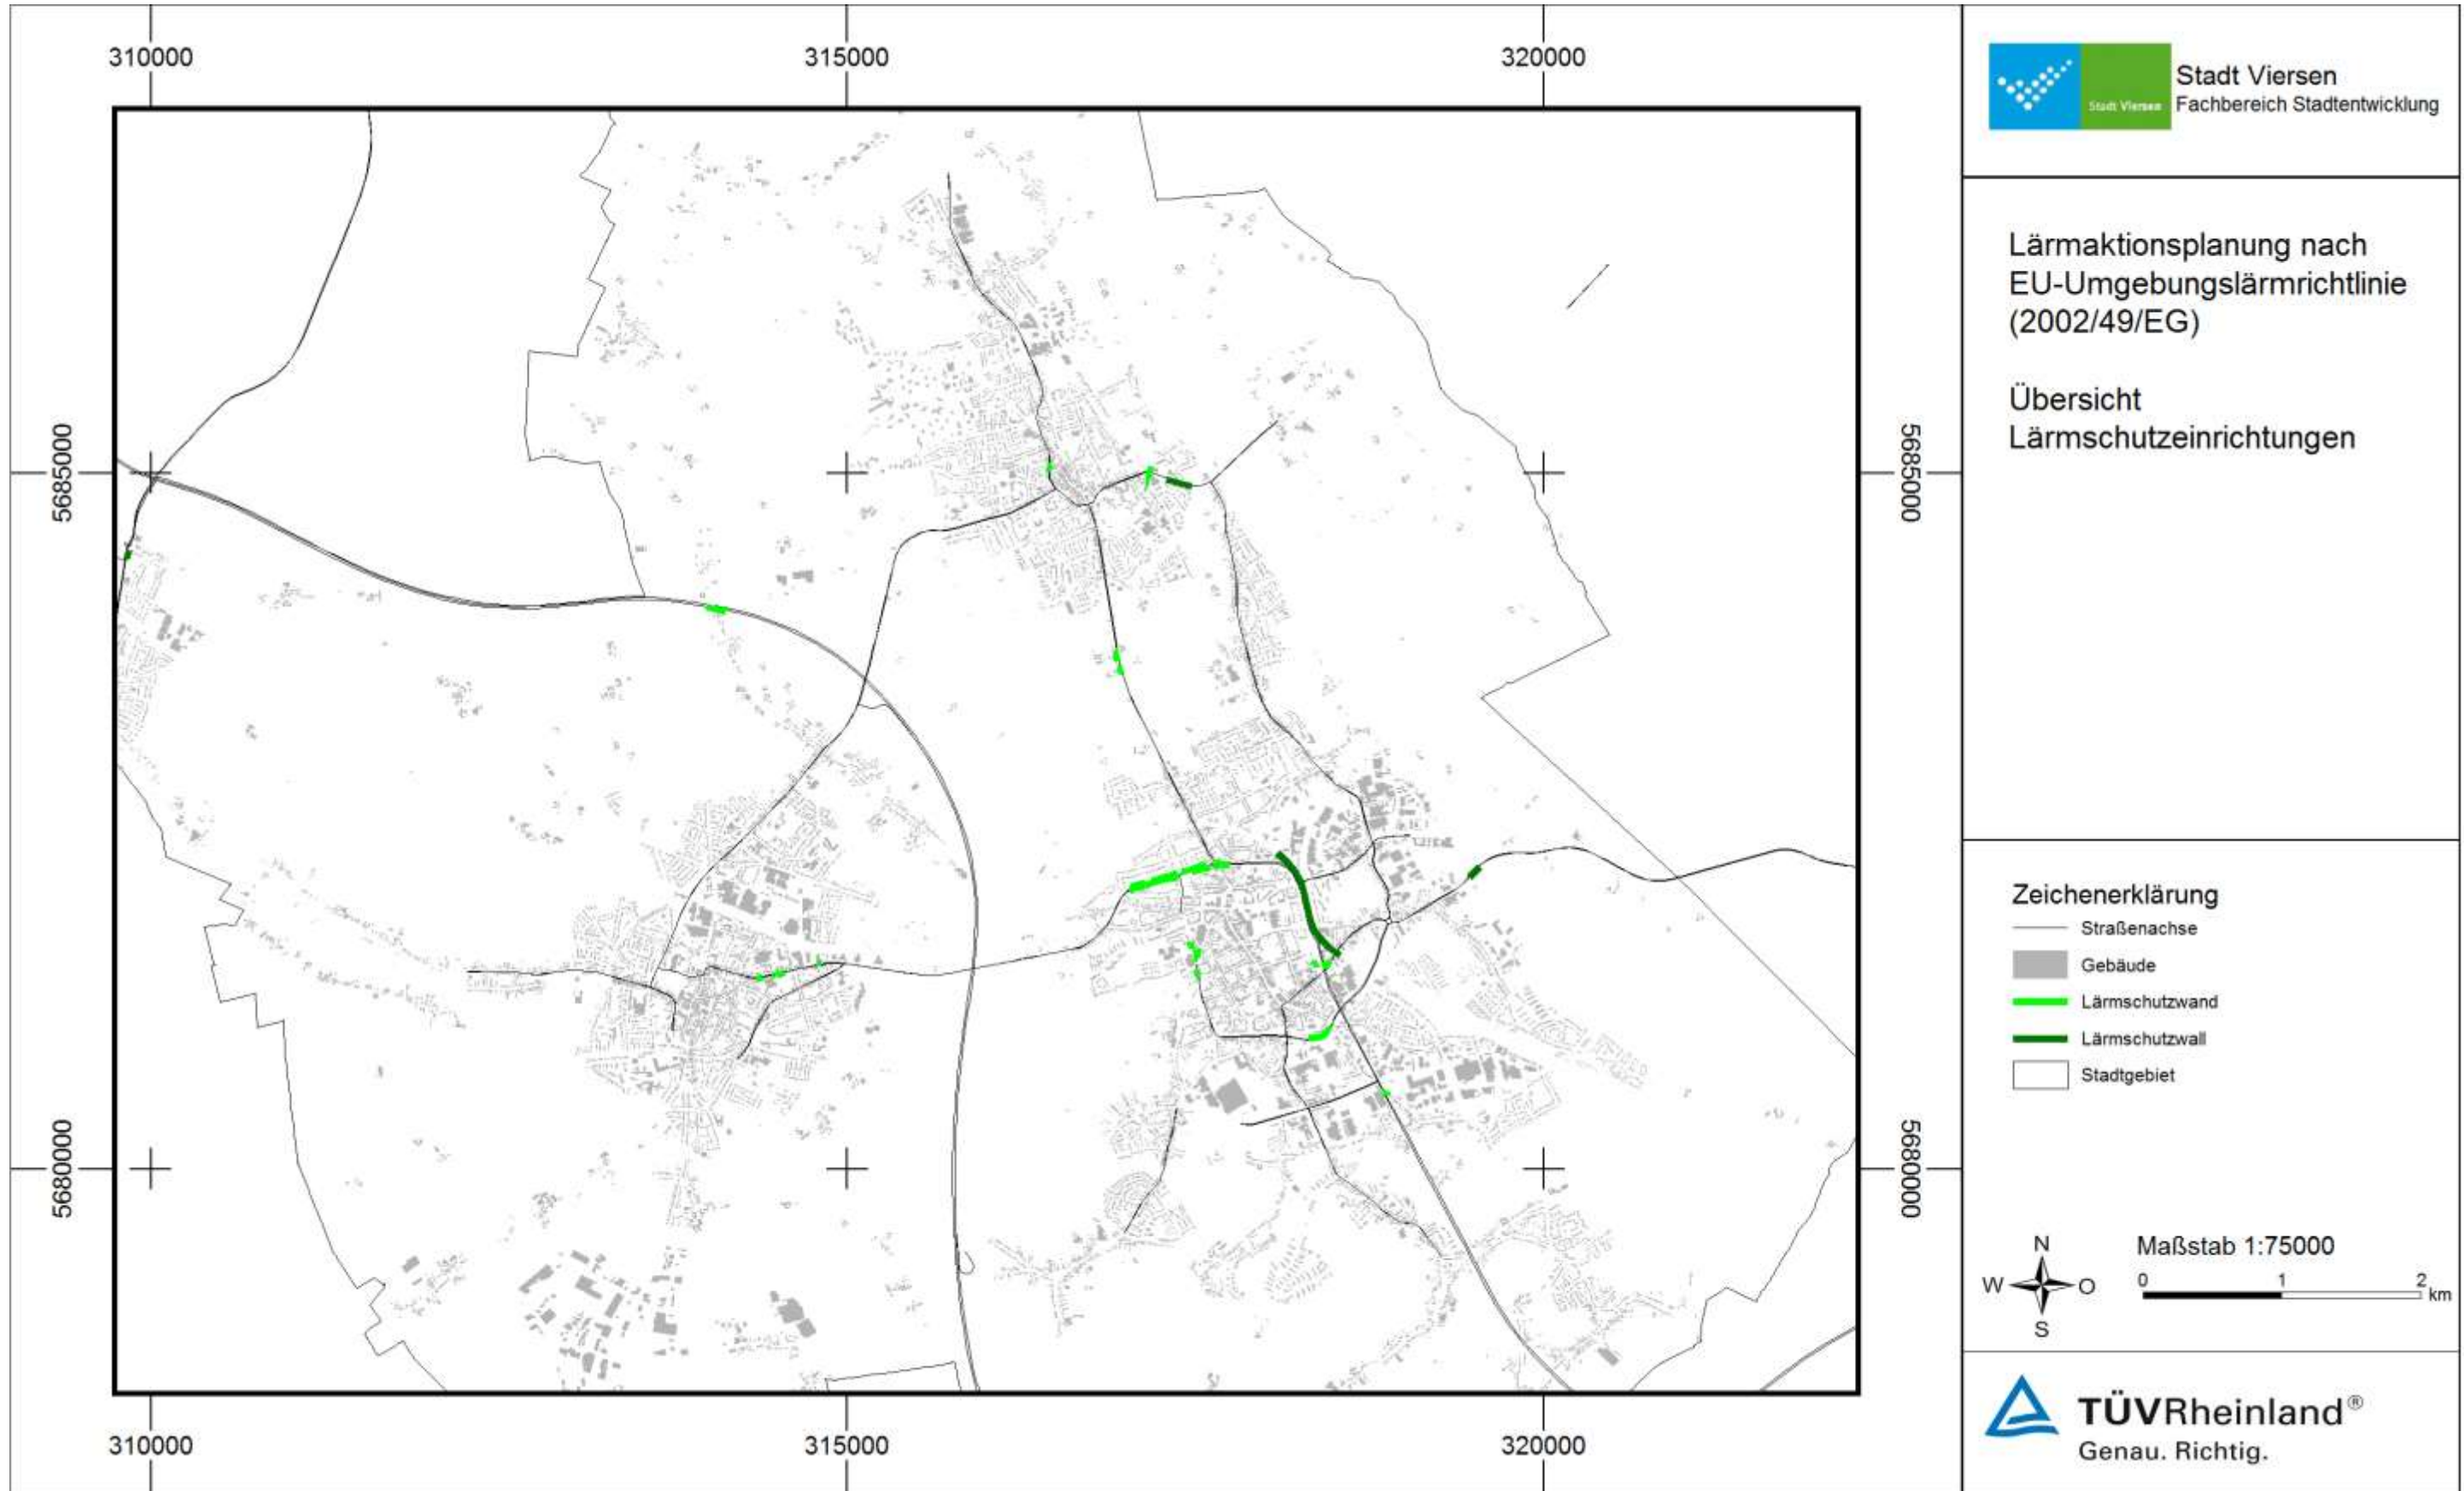 310000
315000
320000
5685000
5685000
5680000
5680000
310000
315000
320000
Stadt Viersen
Stadt Viersen
Fachbereich Stadtentwicklung
Lärmaktionsplanung nach
EU-Umgebungslärmrichtlinie
(2002/49/EG)
Übersicht
Lärmschutzeinrichtungen
Zeichenerklärung
Straßenachse
Gebäude
Lärmschutzwand
Lärmschutzwall
Stadtgebiet
N
W O
S
Maßstab 1:75000
0 1 2
km
TÜVRheinland®
Genau. Richtig.